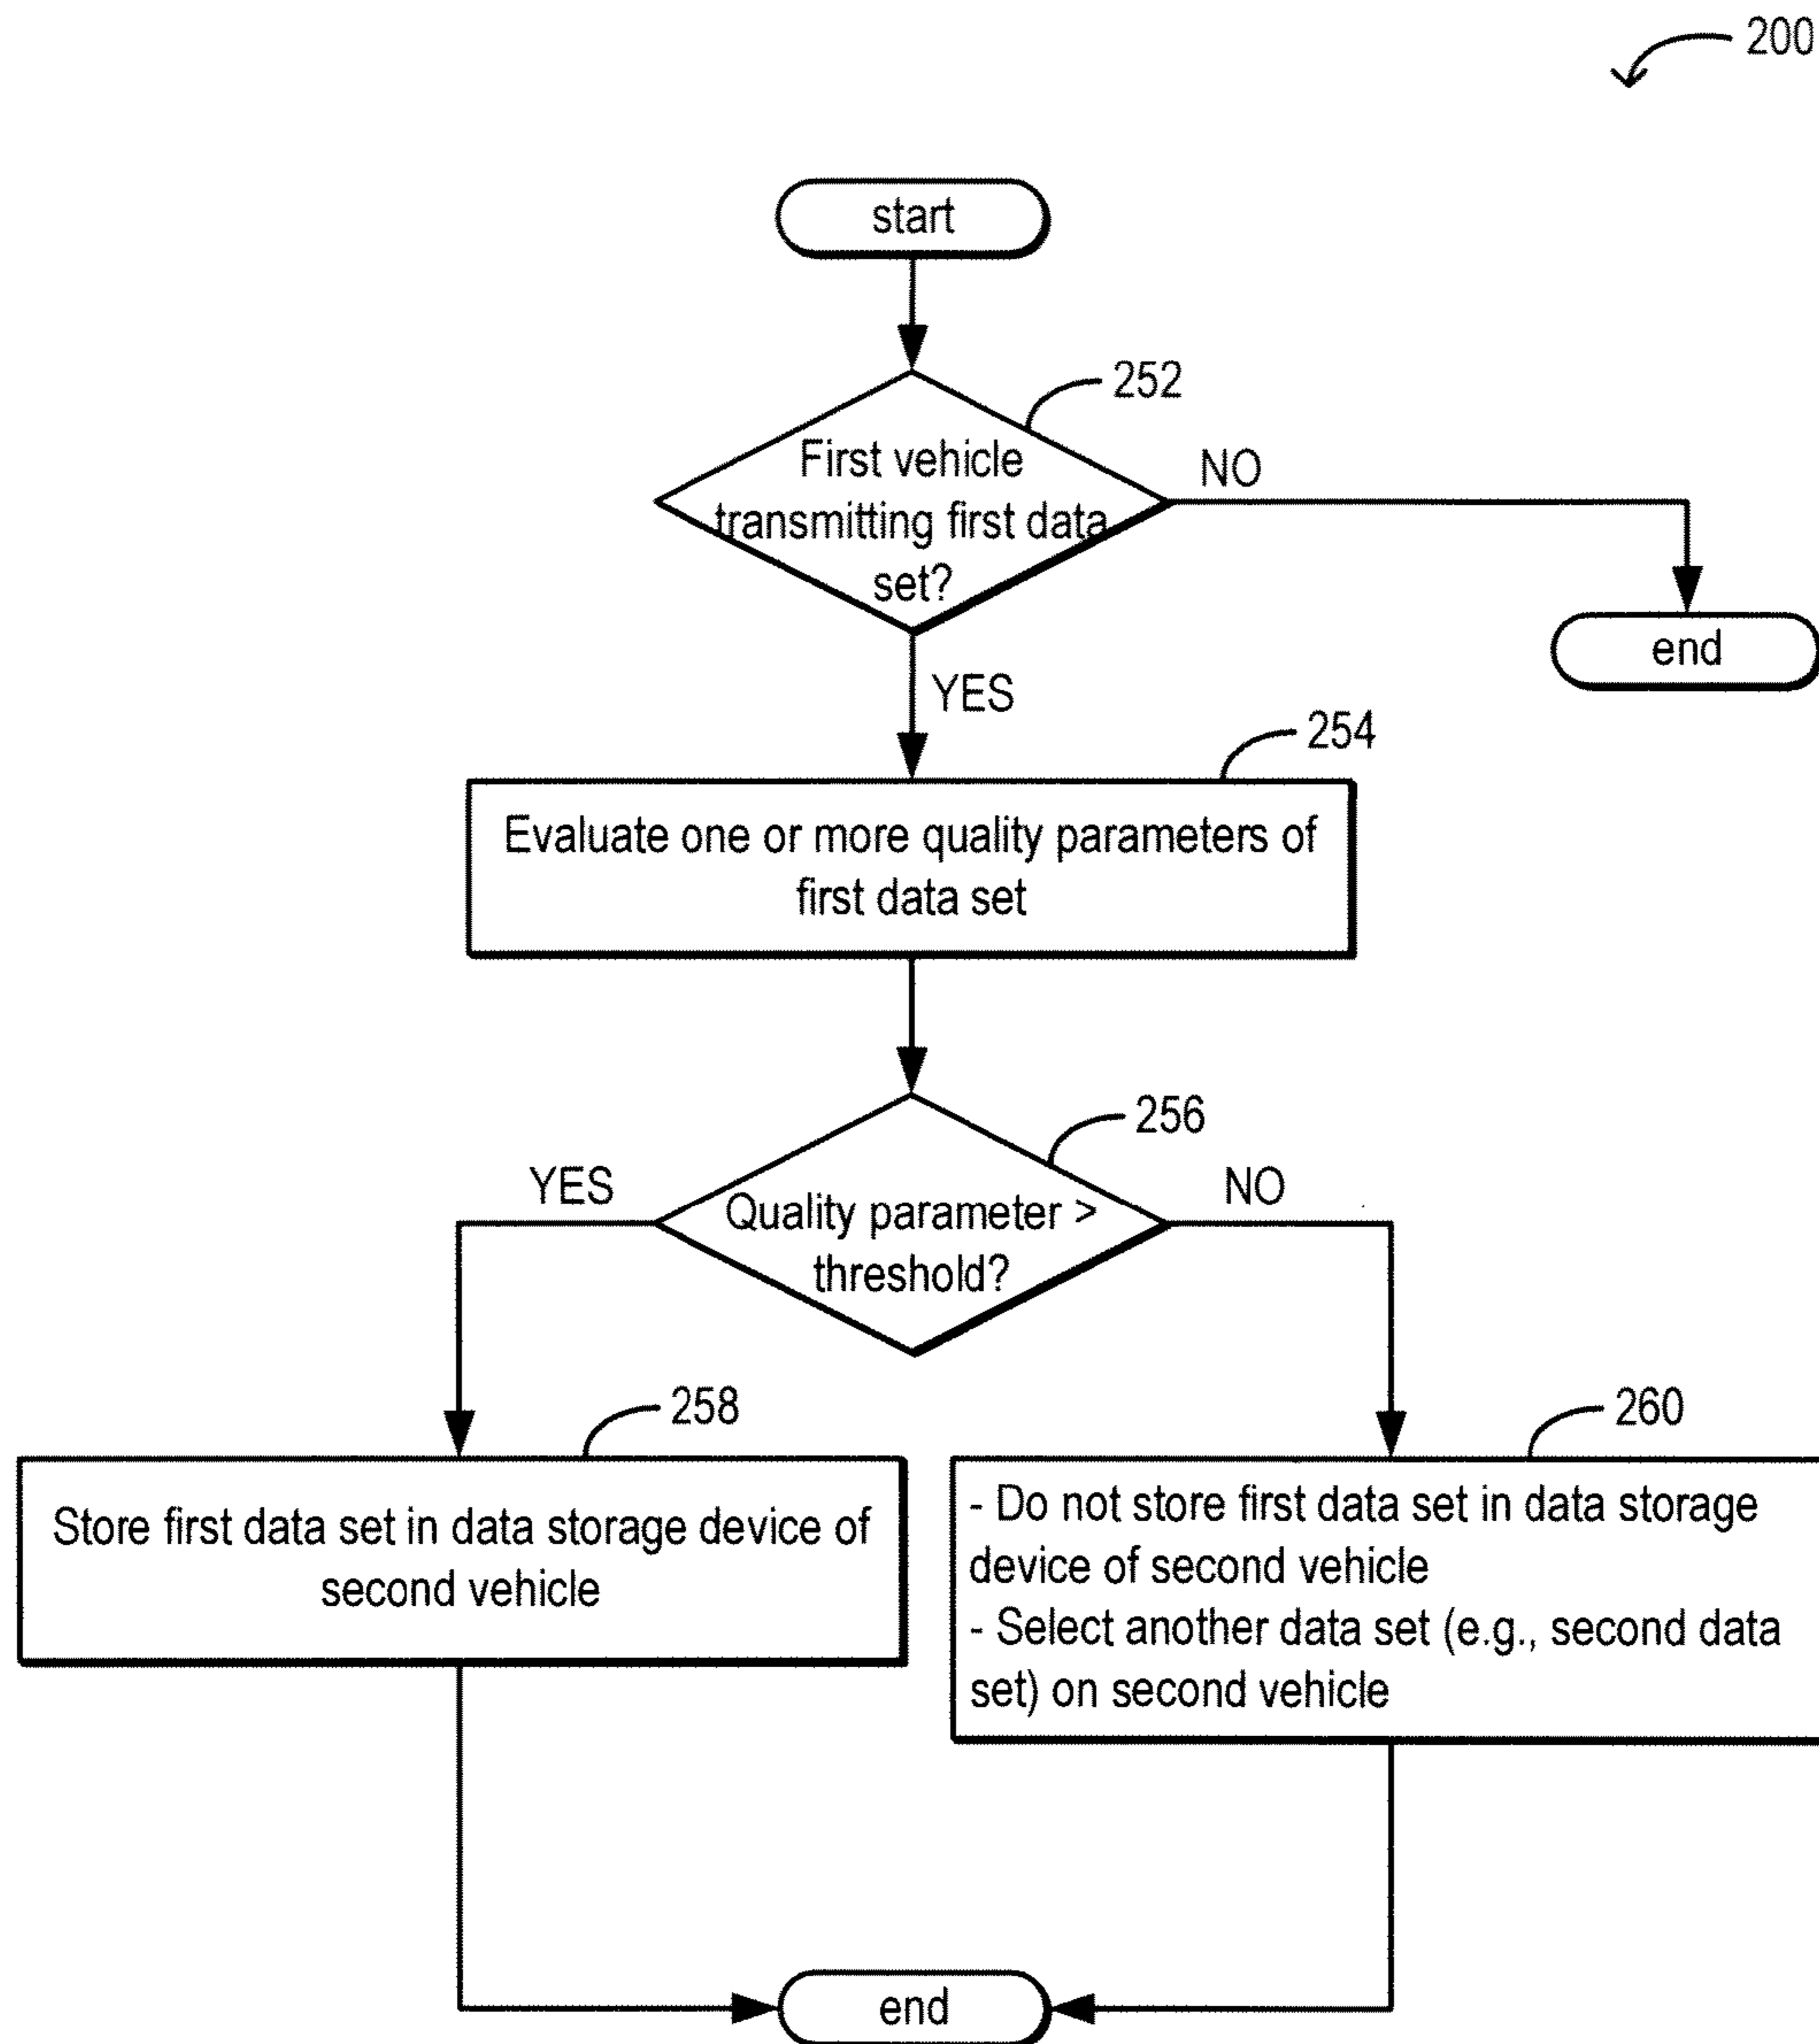 200
start
252
First vehicle
transmitting first data
set?
NO
end
YES
254
Evaluate one or more quality parameters of
first data set
256
YES
Quality parameter >
threshold?
NO
258
Store first data set in data storage device of
second vehicle
260
- Do not store first data set in data storage
device of second vehicle
- Select another data set (e.g., second data
set) on second vehicle
end